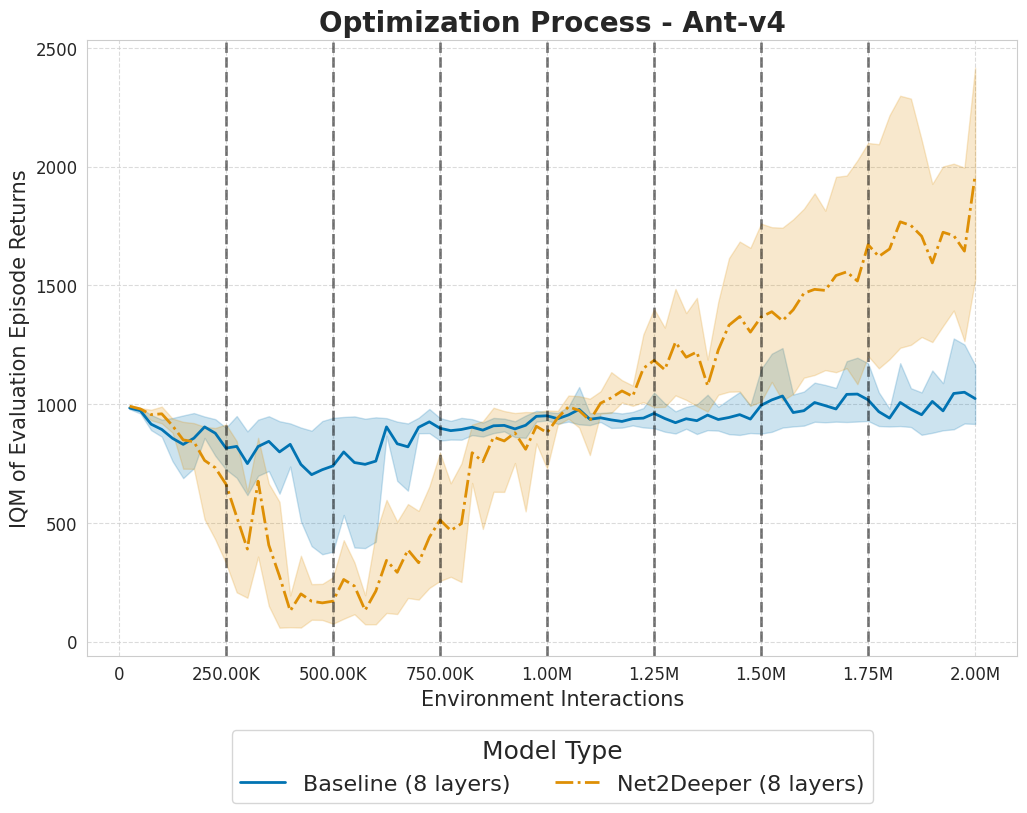 Optimization Process - Ant-v4
IQM of Evaluation Episode Returns
2500
2000
1500
1000
500
0
0 250.00K 500.00K 750.00K 1.00M 1.25M 1.50M 1.75M 2.00M
Environment Interactions
Model Type
Baseline (8 layers) Net2Deeper (8 layers)